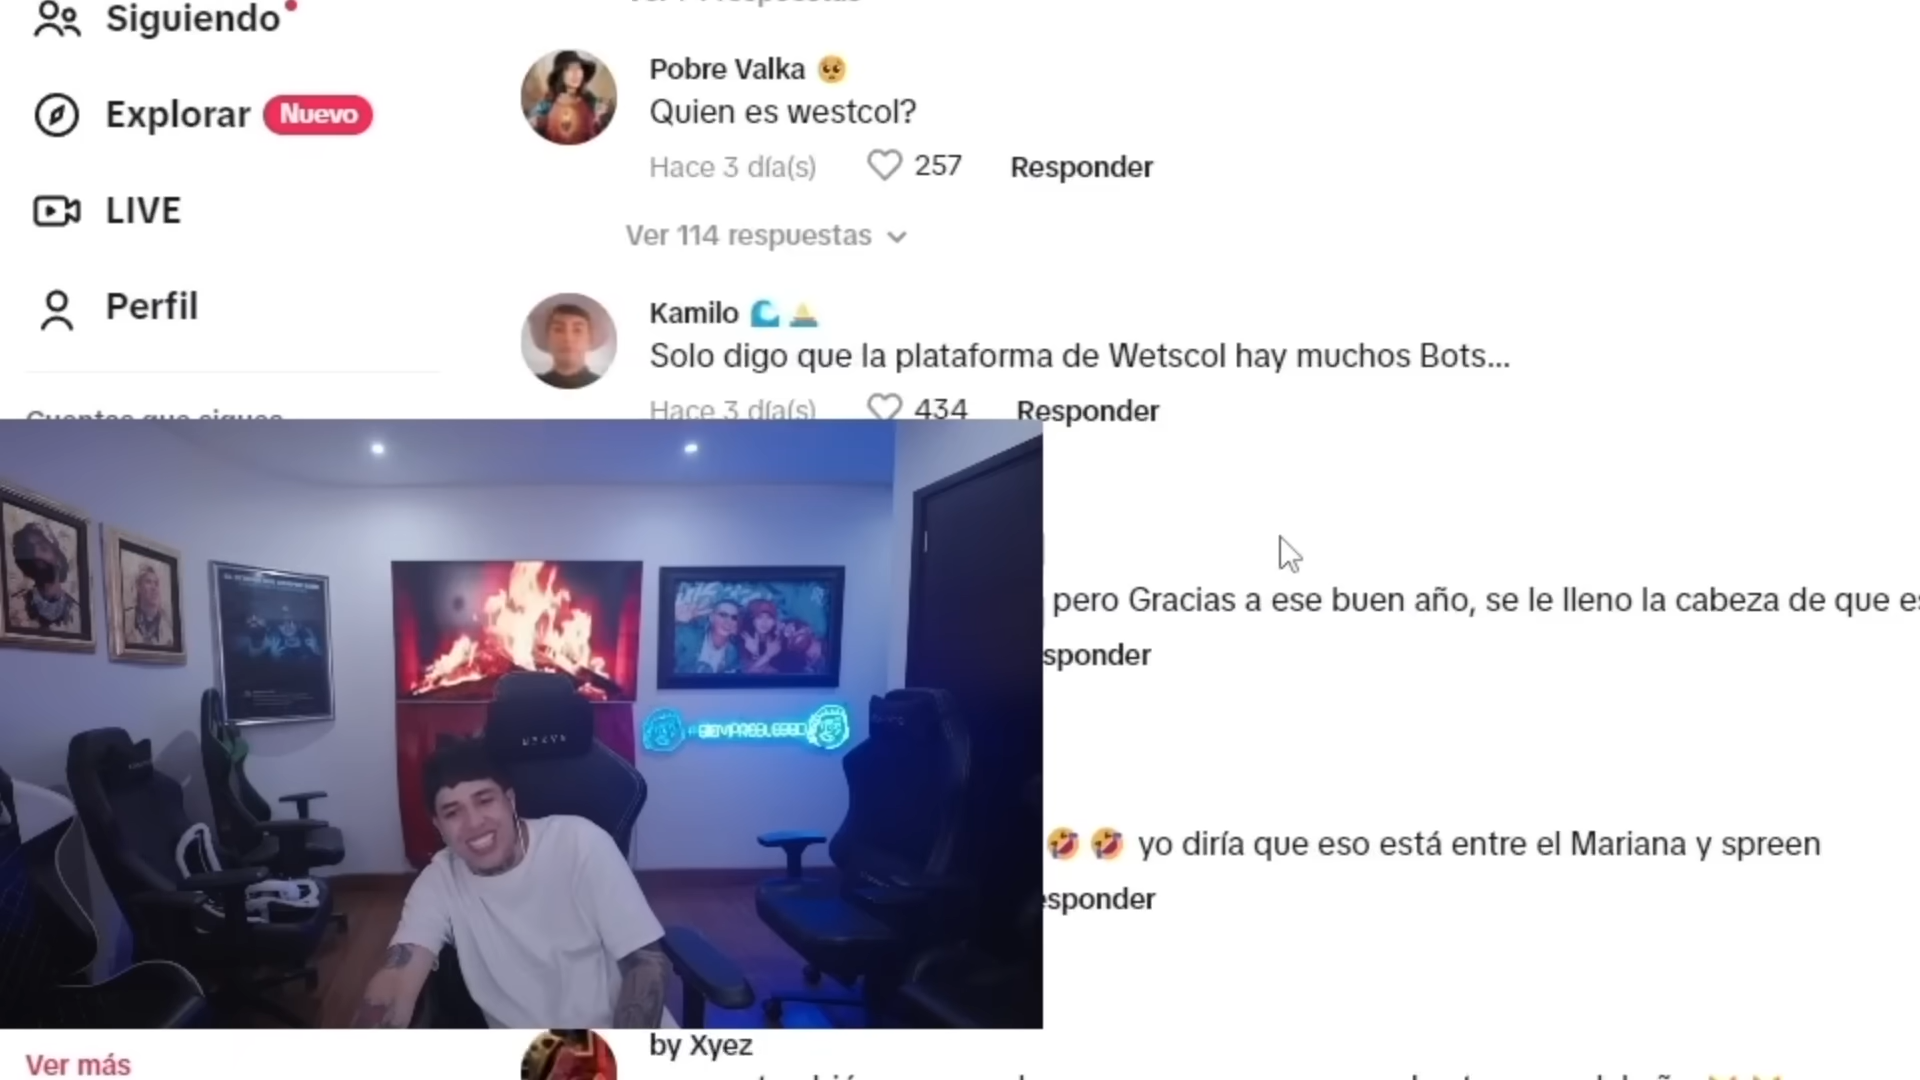 Siguiendo
Explorar Nuevo
LIVE
Perfil
Pobre Valka 🥺
Quien es westcol?
Hace 3 día(s) 257 Responder
Ver 114 respuestas
Kamilo 🌊
Solo digo que la plataforma de Wetscol hay muchos Bots...
Hace 3 día(s) 434 Responder
pero Gracias a ese buen año, se le lleno la cabeza de que
sponder
🤣 🤣 yo diría que eso está entre el Mariana y spreen
esponder
by Xyez
Ver más